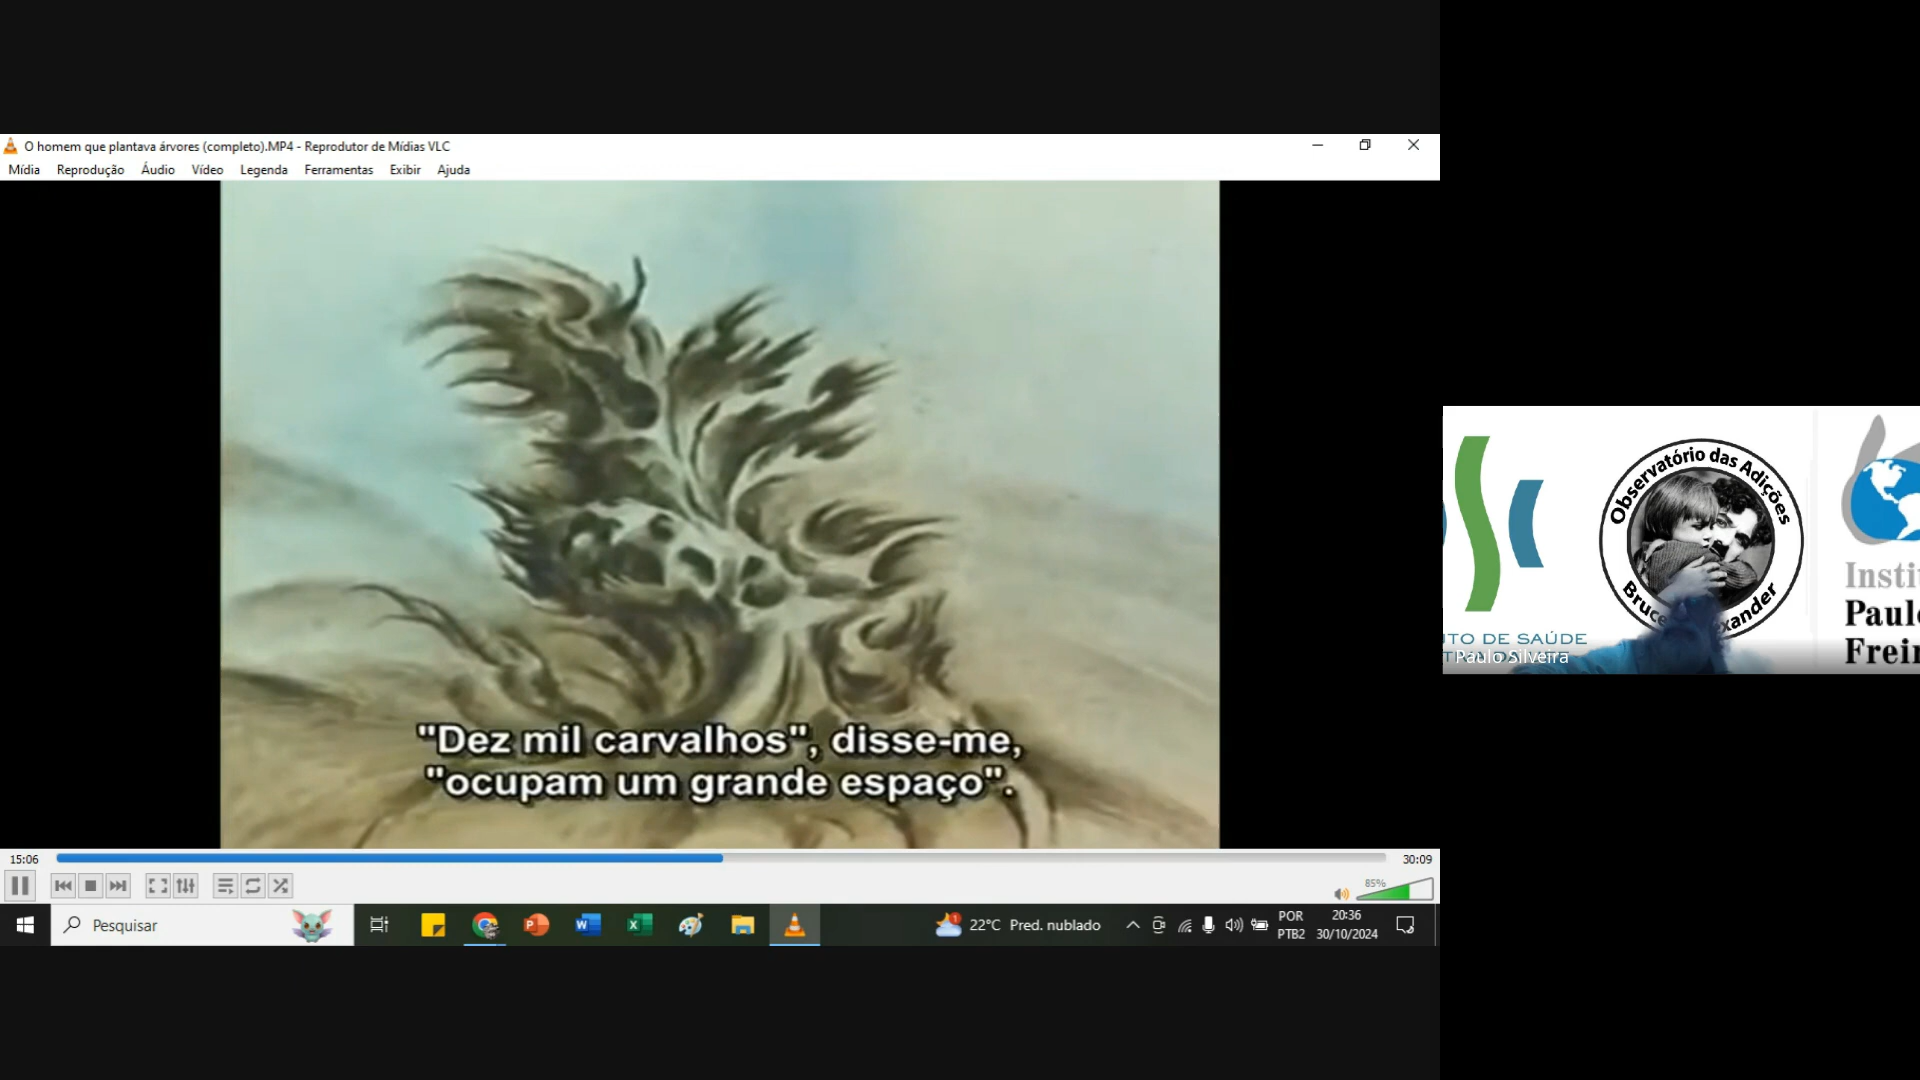 O homem que plantava árvores (completo).MP4 - Reprodutor de Mídias VLC
Mídia Reprodução Áudio Vídeo Legenda Ferramentas Exibir Ajuda
"Dez mil carvalhos", disse-me,
"ocupam um grande espaço".
15:06
30:09
85%
Pesquisar
22°C Pred. nublado
POR
PTB2
20:36
30/10/2024
Observatório das Adições
Bruce
xander
TO DE SAÚDE
Paulo Silveira
Insti
Paul
Frei